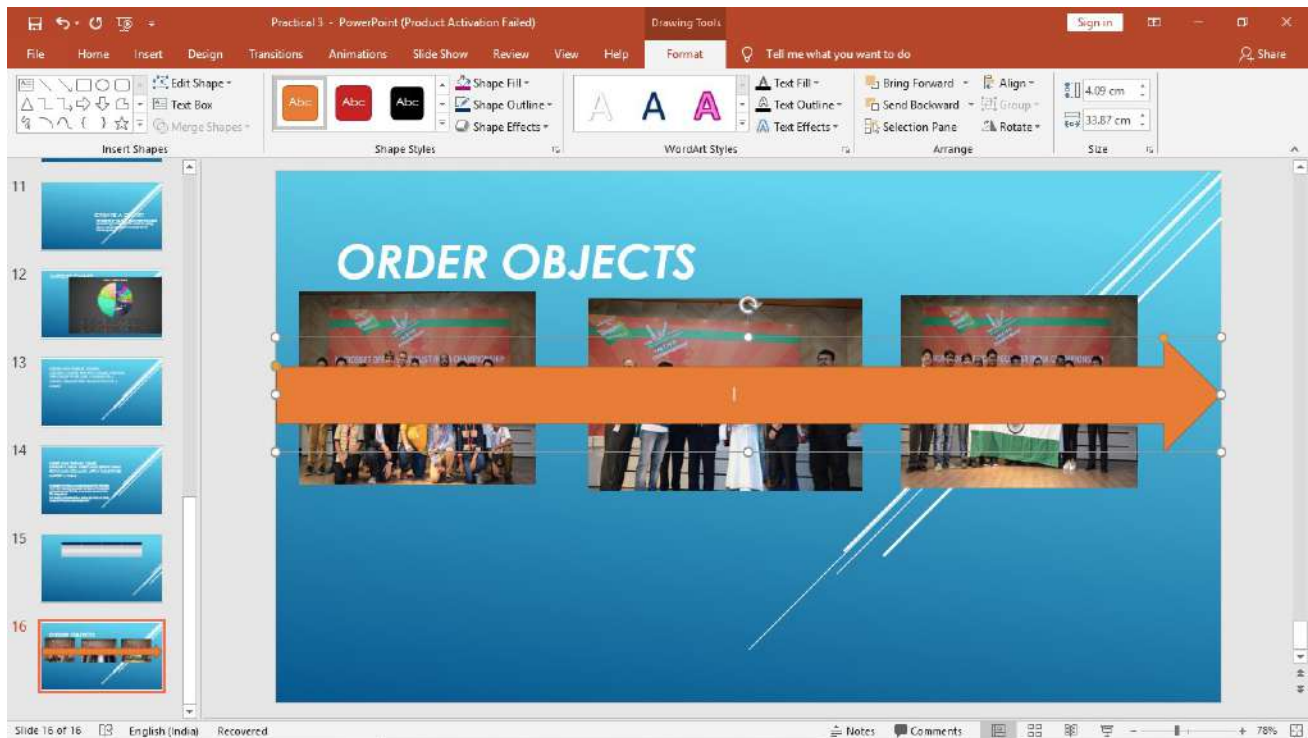 Practical 3 - PowerPoint (Product Activation Failed)
Drawing Tools
Sign in
File Home Insert Design Transitions Animations Slide Show Review View Help Format Tell me what you want to do Share
Edit Shape
Text Box
Merge Shapes
Insert Shapes
Abc Abc Abc
Shape Fill
Shape Outline
Shape Effects
Shape Styles
A A A
Text Fill
Text Outline
Text Effects
WordArt Styles
Bring Forward
Send Backward
Selection Pane
Align
Group
Rotate
Arrange
4.09 cm
33.87 cm
Size
11
12
13
14
15
16
ORDER OBJECTS
Slide 16 of 16 English (India) Recovered Notes Comments 78%